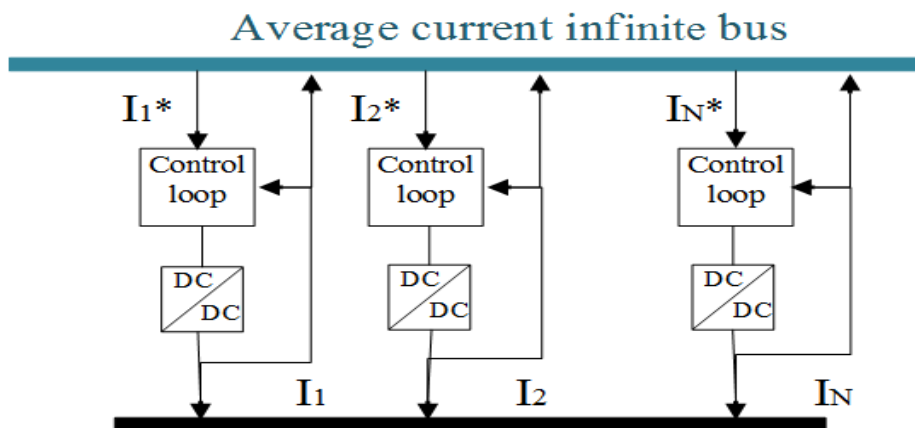 Average current infinite bus
I1* I2* IN*
Control loop Control loop Control loop
DC DC DC
DC DC DC
I1 I2 IN